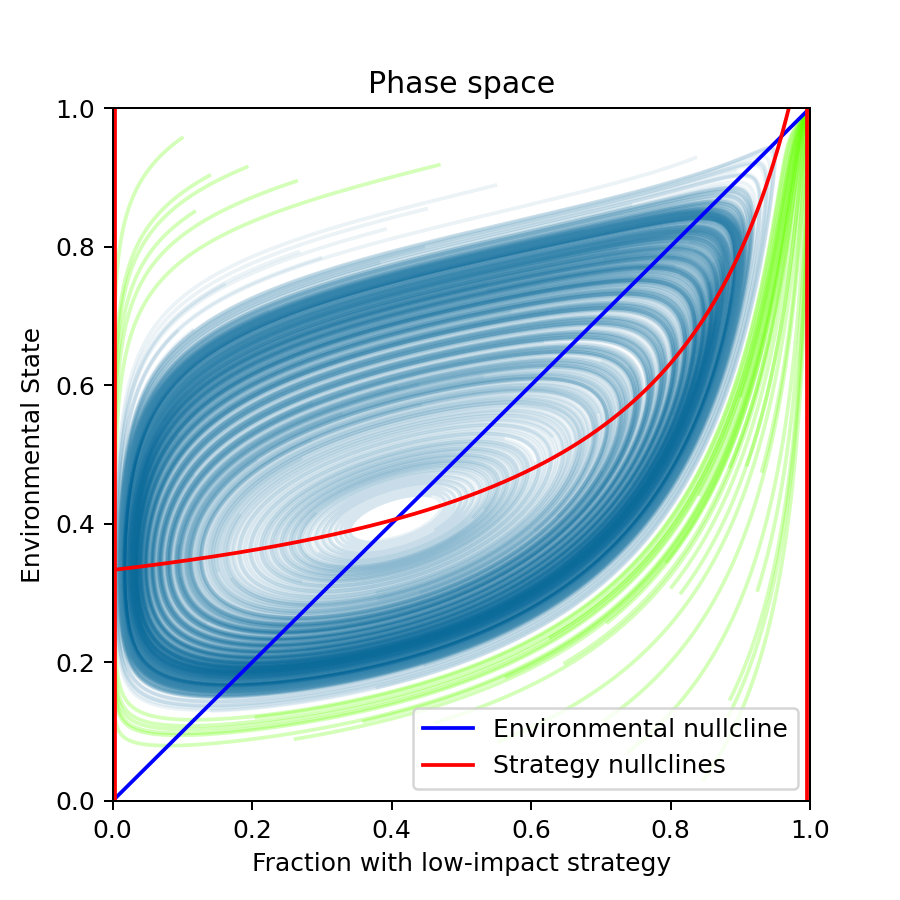 Phase space
1.0
0.8
0.6
0.4
0.2
0.0
Environmental State
0.0 0.2 0.4 0.6 0.8 1.0
Fraction with low-impact strategy
Environmental nullcline
Strategy nullclines